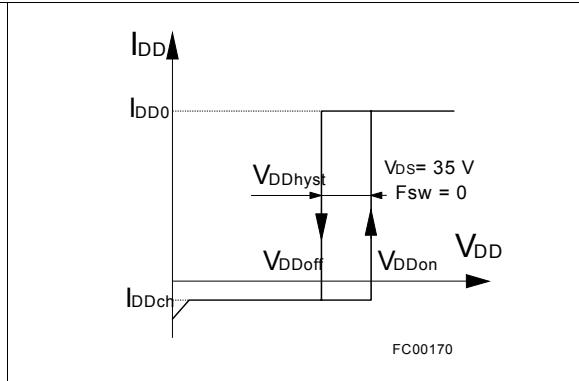 IDD
IDD0
VDS= 35 V
VDDhyst
Fsw = 0
VDDoff
VDDon
VDD
IDDch
FC00170